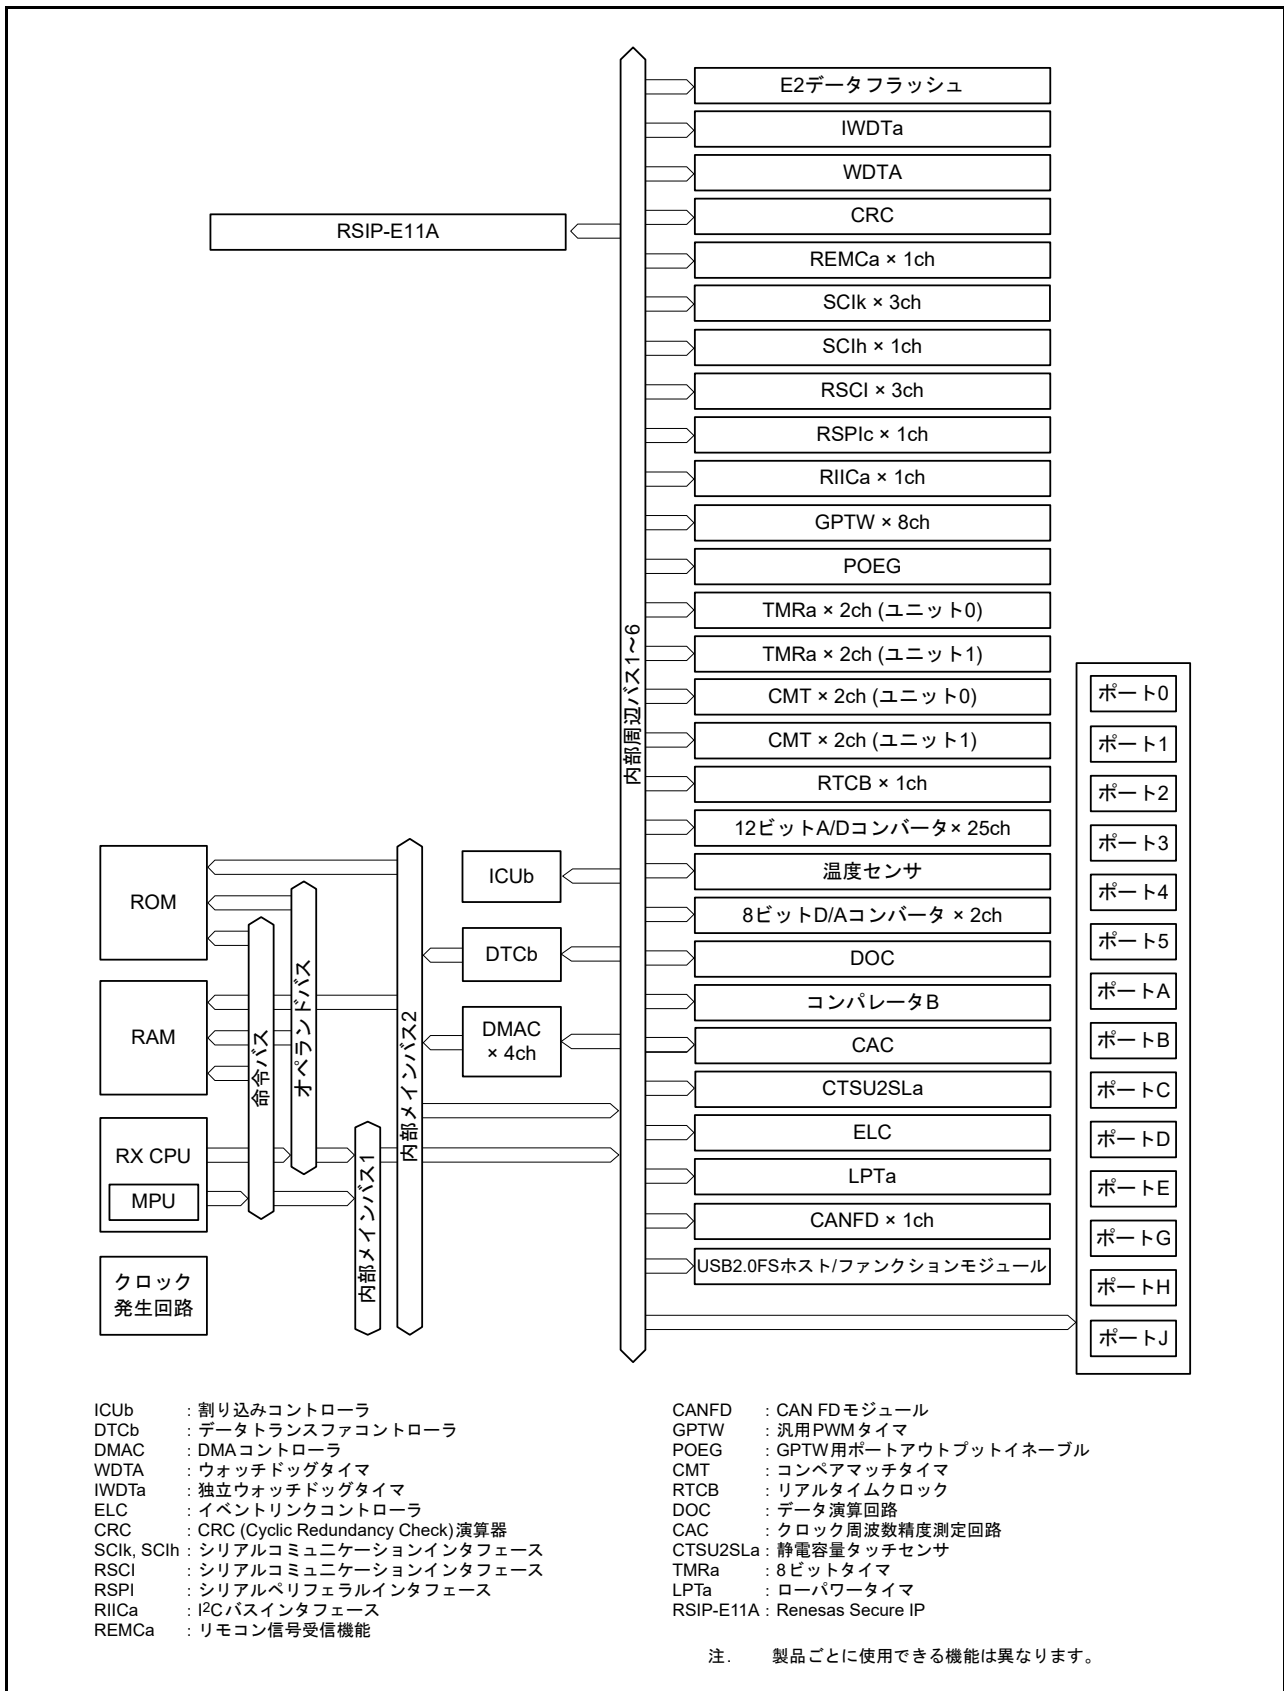 E2データフラッシュ
IWDTa
WDTA
CRC
RSIP-E11A
REMCa × 1ch
SCIk × 3ch
SCIh × 1ch
RSCI × 3ch
RSPIc × 1ch
RIICa × 1ch
GPTW × 8ch
POEG
TMRa × 2ch (ユニット0)
TMRa × 2ch (ユニット1)
CMT × 2ch (ユニット0)
CMT × 2ch (ユニット1)
RTCB × 1ch
12ビットA/Dコンバータ× 25ch
温度センサ
8ビットD/Aコンバータ × 2ch
DOC
コンパレータB
CAC
CTSU2SLa
ELC
LPTa
CANFD × 1ch
USB2.0FSホスト/ファンクションモジュール
内部周辺バス1～6
ポート0
ポート1
ポート2
ポート3
ポート4
ポート5
ポートA
ポートB
ポートC
ポートD
ポートE
ポートG
ポートH
ポートJ
ROM
RAM
RX CPU
MPU
クロック
発生回路
命令バス
オペランドバス
内部メインバス1
内部メインバス2
ICUb
DTCb
DMAC
× 4ch
ICUb : 割り込みコントローラ
DTCb : データトランスファコントローラ
DMAC : DMAコントローラ
WDTA : ウォッチドッグタイマ
IWDTa : 独立ウォッチドッグタイマ
ELC : イベントリンクコントローラ
CRC : CRC (Cyclic Redundancy Check)演算器
SCIk, SCIh : シリアルコミュニケーションインタフェース
RSCI : シリアルコミュニケーションインタフェース
RSPI : シリアルペリフェラルインタフェース
RIICa : I2Cバスインタフェース
REMCa : リモコン信号受信機能
CANFD : CAN FDモジュール
GPTW : 汎用PWMタイマ
POEG : GPTW用ポートアウトプットイネーブル
CMT : コンペアマッチタイマ
RTCB : リアルタイムクロック
DOC : データ演算回路
CAC : クロック周波数精度測定回路
CTSU2SLa : 静電容量タッチセンサ
TMRa : 8ビットタイマ
LPTa : ローパワータイマ
RSIP-E11A : Renesas Secure IP
注. 製品ごとに使用できる機能は異なります。